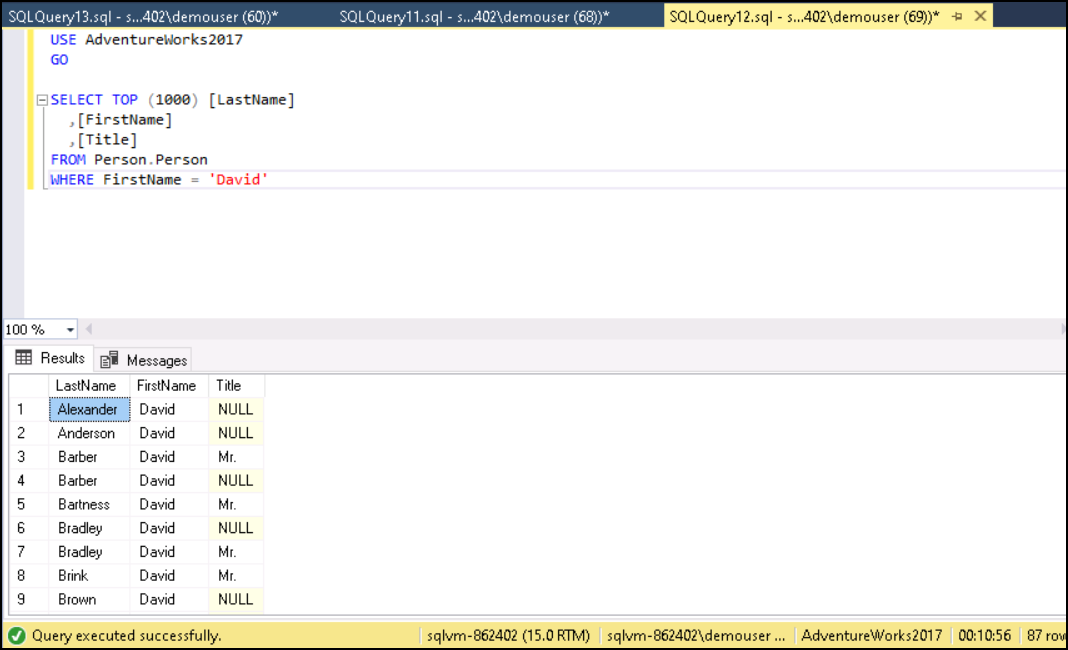 SQLQuery13.sql - s...402\demouser (60))* SQLQuery11.sql - s...402\demouser (68))* SQLQuery12.sql - s...402\demouser (69))*
USE AdventureWorks2017
GO
SELECT TOP (1000) [LastName]
,[FirstName]
,[Title]
FROM Person.Person
WHERE FirstName = 'David'
100 %
Results Messages
LastName FirstName Title
1 Alexander David NULL
2 Anderson David NULL
3 Barber David Mr.
4 Barber David NULL
5 Bartness David Mr.
6 Bradley David NULL
7 Bradley David Mr.
8 Brink David Mr.
9 Brown David NULL
Query executed successfully. sqlvm-862402 (15.0 RTM) sqlvm-862402\demouser ... AdventureWorks2017 00:10:56 87